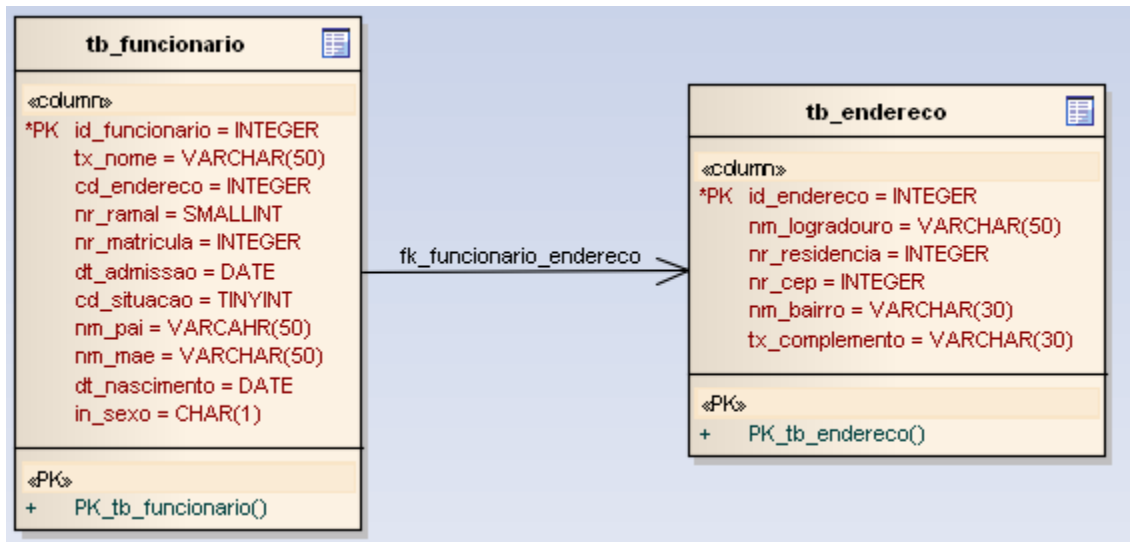 tb_funcionario
«column»
*PK id_funcionario = INTEGER
tx_nome = VARCHAR(50)
cd_endereco = INTEGER
nr_ramal = SMALLINT
nr_matricula = INTEGER
dt_admissao = DATE
cd_situacao = TINYINT
nm_pai = VARCAHR(50)
nm_mae = VARCHAR(50)
dt_nascimento = DATE
in_sexo = CHAR(1)
«PK»
+ PK_tb_funcionario()
fk_funcionario_endereco
tb_endereco
«column»
*PK id_endereco = INTEGER
nm_logradouro = VARCHAR(50)
nr_residencia = INTEGER
nr_cep = INTEGER
nm_bairro = VARCHAR(30)
tx_complemento = VARCHAR(30)
«PK»
+ PK_tb_endereco()